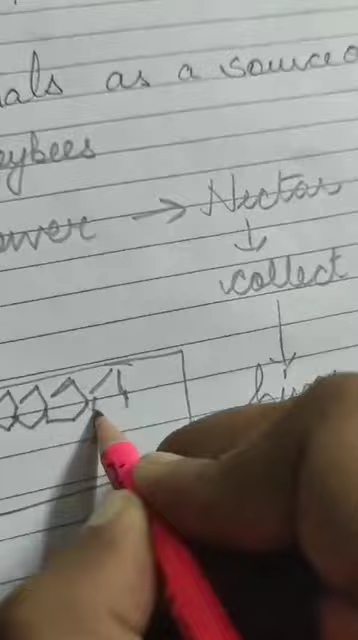 als as a source o
eybees
ower → Nectar
↓
collect
↓